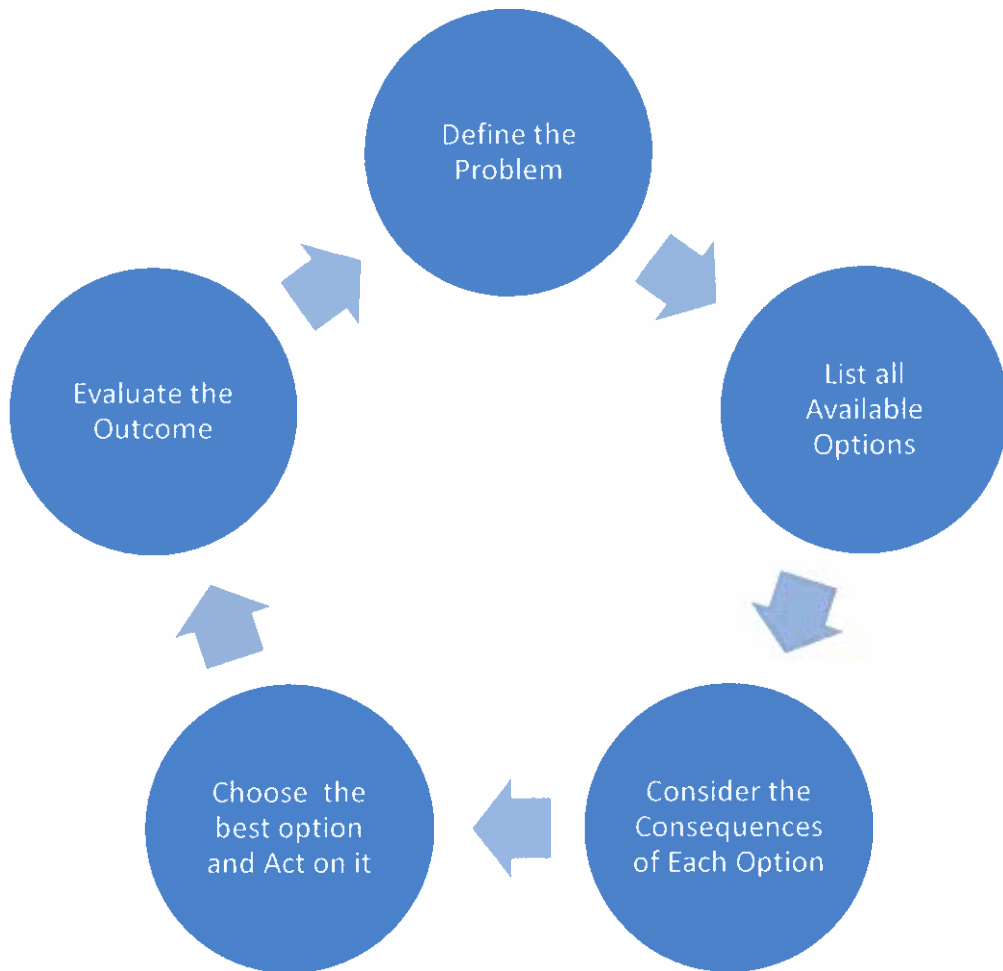 Define the
Problem
List all
Available
Options
Consider the
Consequences
of Each Option
Choose the
best option
and Act on it
Evaluate the
Outcome